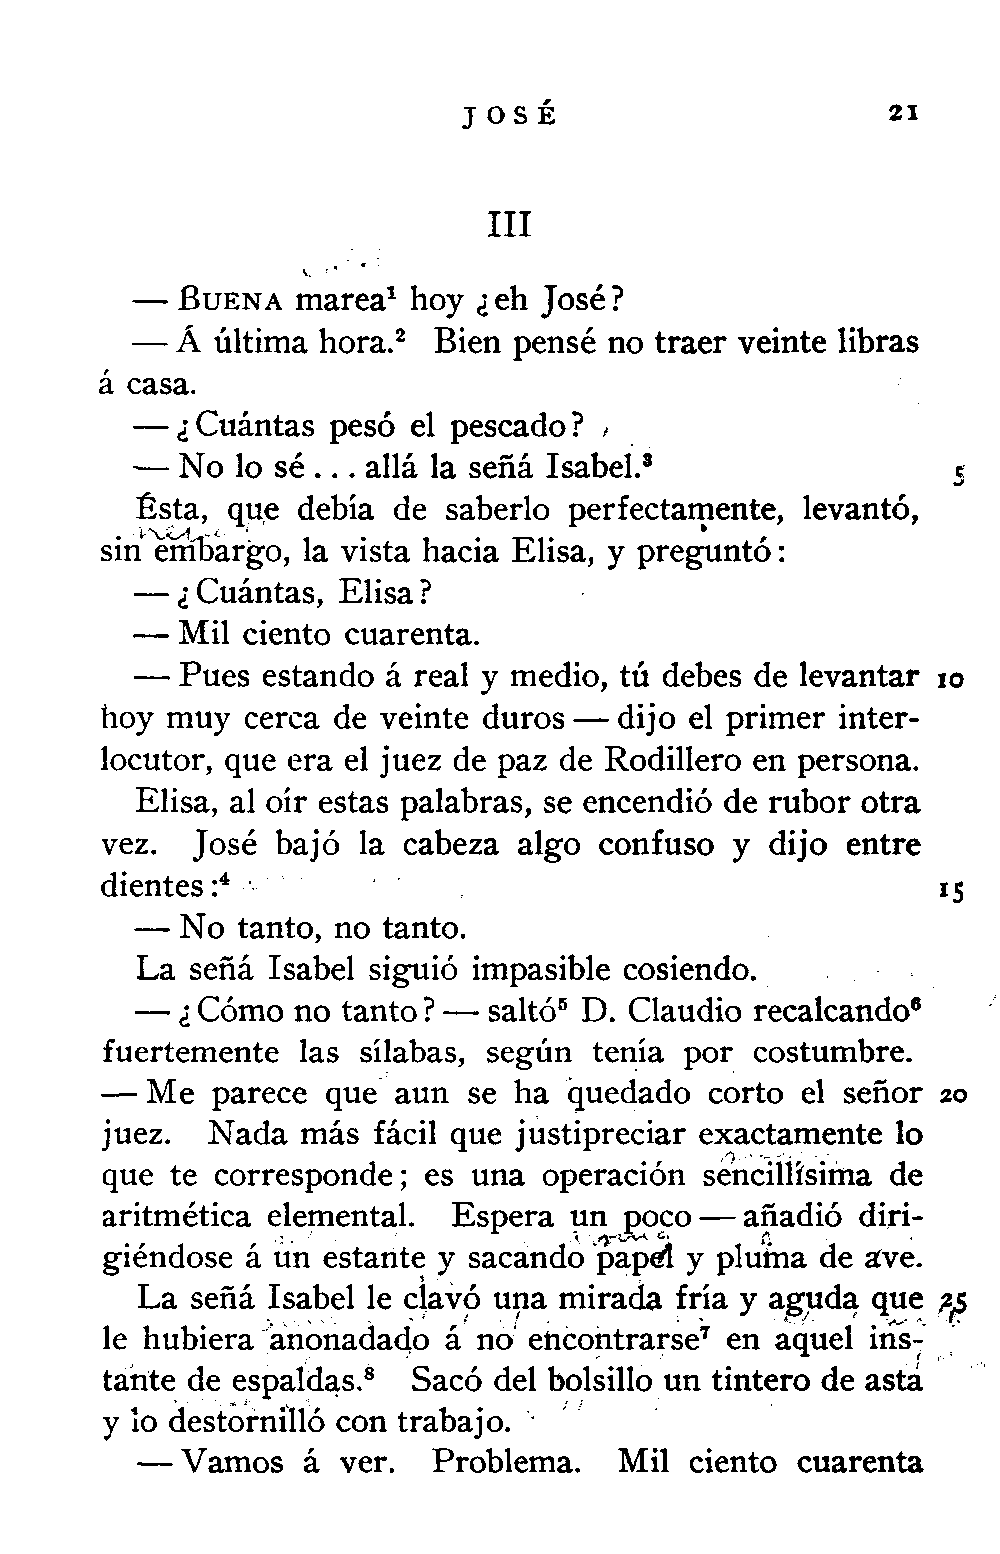 JOSÉ 21
III
— BUENA marea¹ hoy ¿eh José?
— Á última hora.² Bien pensé no traer veinte libras
á casa.
— ¿Cuántas pesó el pescado?
— No lo sé... allá la señá Isabel.³ 5
Ésta, que debía de saberlo perfectamente, levantó,
sin embargo, la vista hacia Elisa, y preguntó:
— ¿Cuántas, Elisa?
— Mil ciento cuarenta.
— Pues estando á real y medio, tú debes de levantar 10
hoy muy cerca de veinte duros — dijo el primer inter-
locutor, que era el juez de paz de Rodillero en persona.
Elisa, al oír estas palabras, se encendió de rubor otra
vez. José bajó la cabeza algo confuso y dijo entre
dientes:⁴ 15
— No tanto, no tanto.
La señá Isabel siguió impasible cosiendo.
— ¿Cómo no tanto? — saltó⁵ D. Claudio recalcando⁶
fuertemente las sílabas, según tenía por costumbre.
— Me parece que aun se ha quedado corto el señor 20
juez. Nada más fácil que justipreciar exactamente lo
que te corresponde; es una operación sencillísima de
aritmética elemental. Espera un poco — añadió diri-
giéndose á un estante y sacando papel y pluma de ave.
La señá Isabel le clavó una mirada fría y aguda que 25
le hubiera anonadado á no encontrarse⁷ en aquel ins-
tante de espaldas.⁸ Sacó del bolsillo un tintero de asta
y lo destornilló con trabajo.
— Vamos á ver. Problema. Mil ciento cuarenta